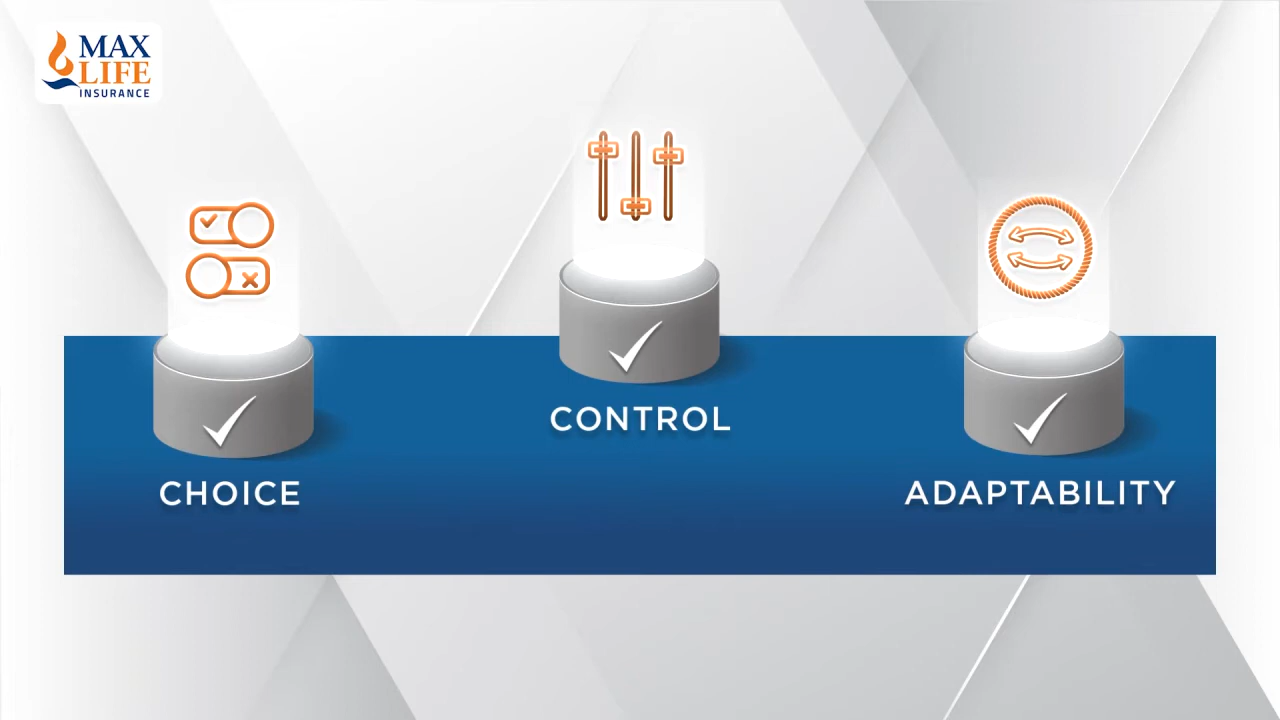 MAX
LIFE
INSURANCE
CONTROL
CHOICE
ADAPTABILITY